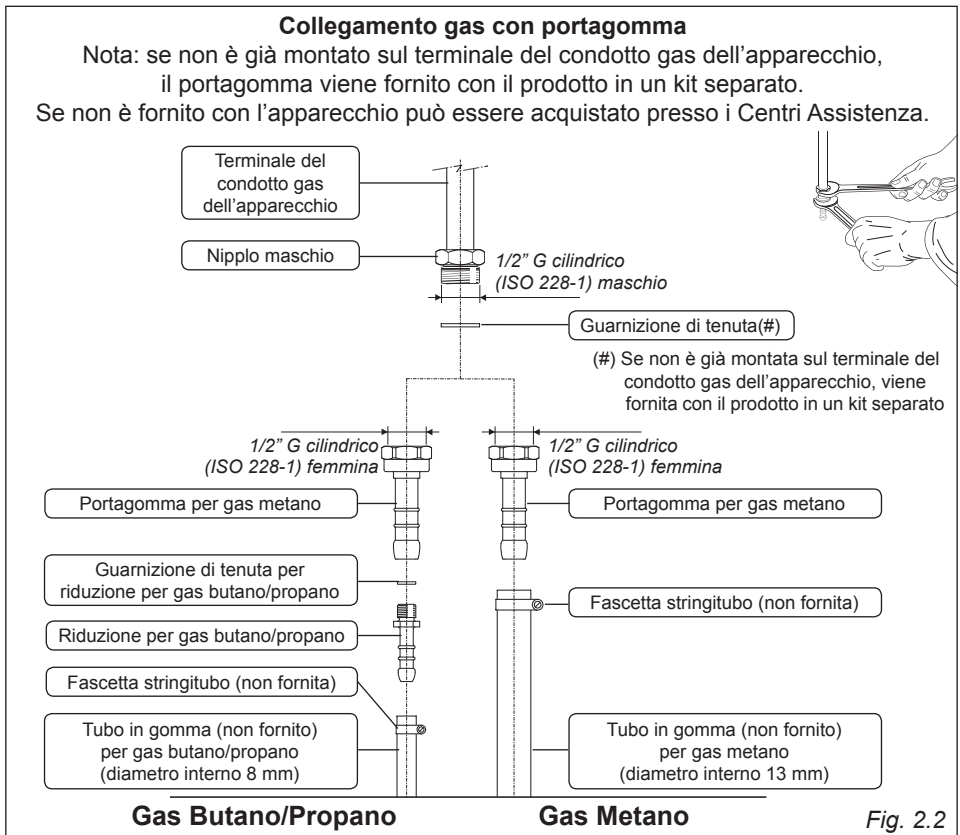 Collegamento gas con portagomma
Nota: se non è già montato sul terminale del condotto gas dell'apparecchio,
il portagomma viene fornito con il prodotto in un kit separato.
Se non è fornito con l'apparecchio può essere acquistato presso i Centri Assistenza.
Terminale del
condotto gas
dell'apparecchio
Nipplo maschio
1/2" G cilindrico
(ISO 228-1) maschio
Guarnizione di tenuta(#)
(#) Se non è già montata sul terminale del
condotto gas dell'apparecchio, viene
fornita con il prodotto in un kit separato
1/2" G cilindrico
(ISO 228-1) femmina
1/2" G cilindrico
(ISO 228-1) femmina
Portagomma per gas metano
Portagomma per gas metano
Guarnizione di tenuta per
riduzione per gas butano/propano
Fascetta stringitubo (non fornita)
Riduzione per gas butano/propano
Fascetta stringitubo (non fornita)
Tubo in gomma (non fornito)
per gas butano/propano
(diametro interno 8 mm)
Tubo in gomma (non fornito)
per gas metano
(diametro interno 13 mm)
Gas Butano/Propano
Gas Metano
Fig. 2.2